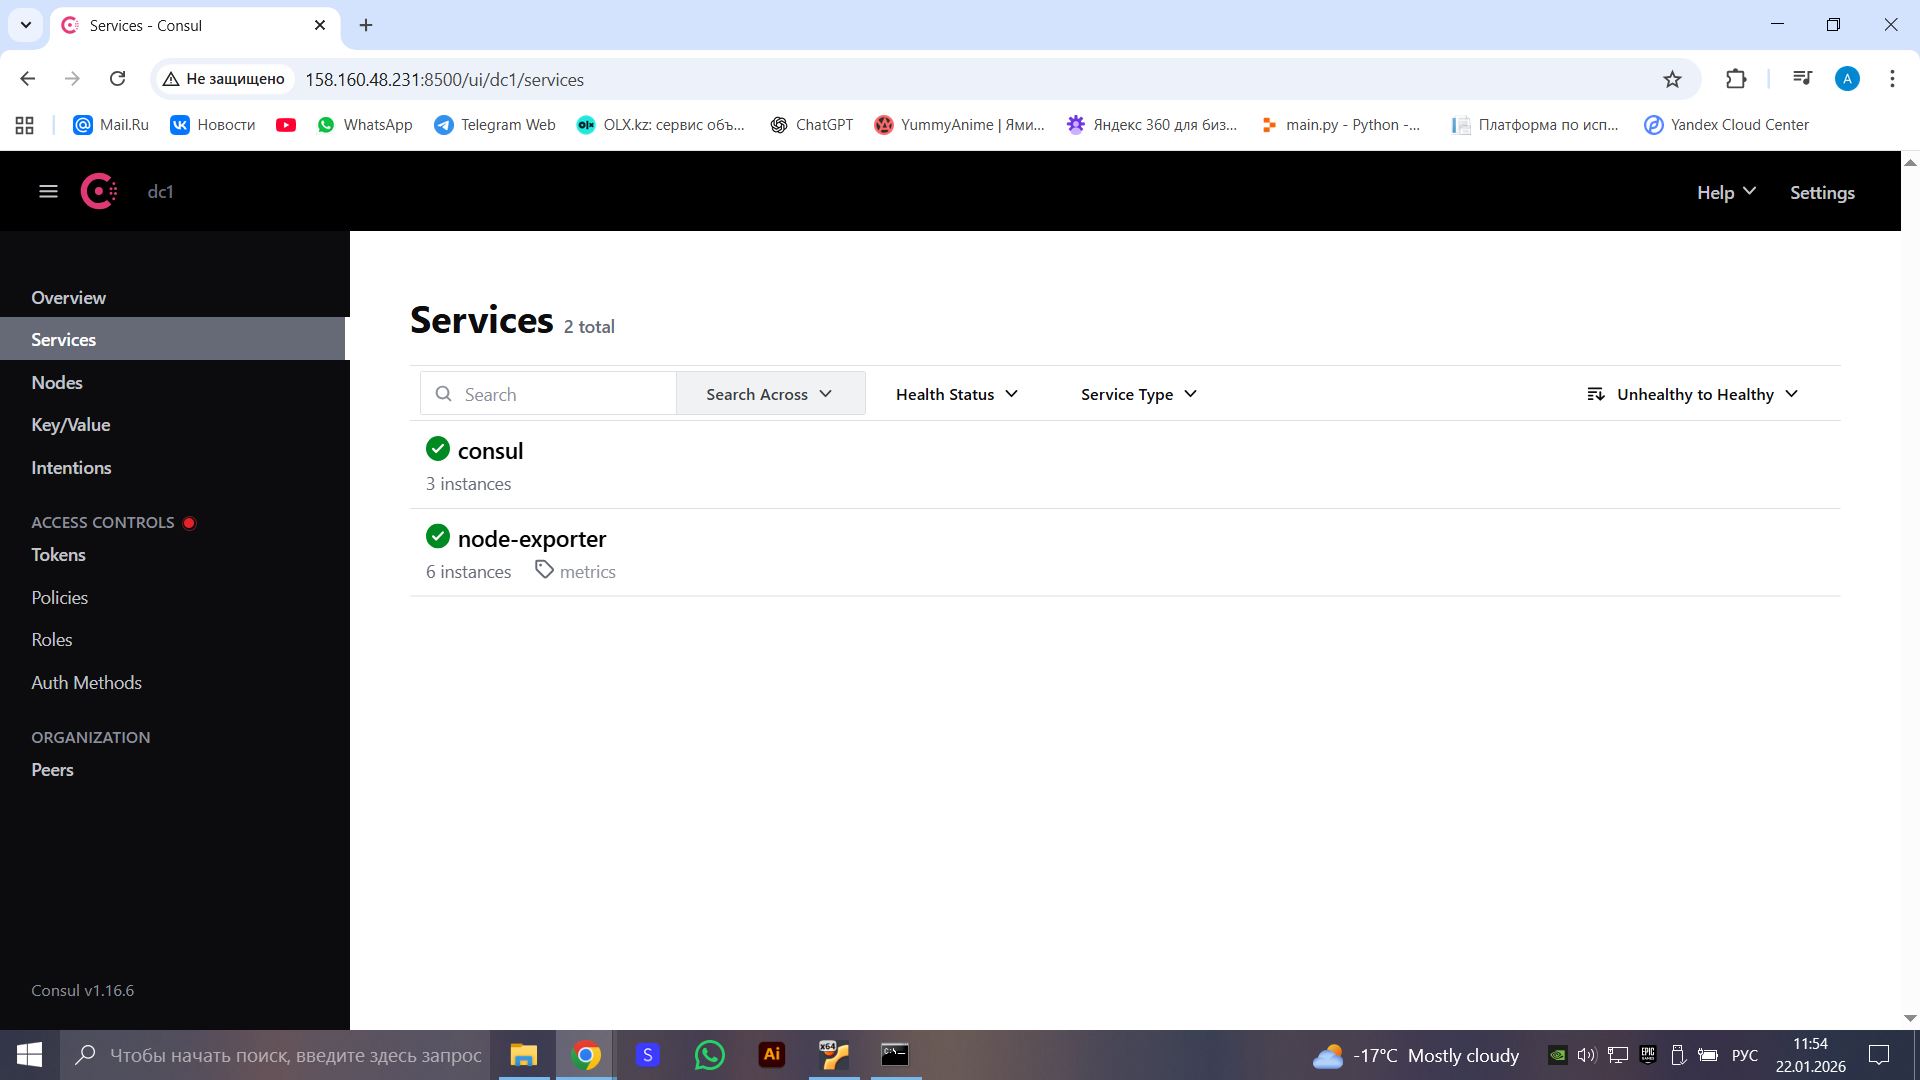 Services - Consul
Не защищено 158.160.48.231:8500/ui/dc1/services
A
Mail.Ru Новости WhatsApp Telegram Web OLX.kz: сервис объ... ChatGPT YummyAnime | Ями... Яндекс 360 для биз... main.py - Python -... Платформа по исп... Yandex Cloud Center
dc1
Help Settings
Overview
Services
Nodes
Key/Value
Intentions
ACCESS CONTROLS
Tokens
Policies
Roles
Auth Methods
ORGANIZATION
Peers
Consul v1.16.6
Services 2 total
Search Search Across Health Status Service Type Unhealthy to Healthy
consul
3 instances
node-exporter
6 instances metrics
Чтобы начать поиск, введите здесь запрос
S
Ai
x64
-17°C Mostly cloudy
EPIC GAMES
РУС
11:54
22.01.2026